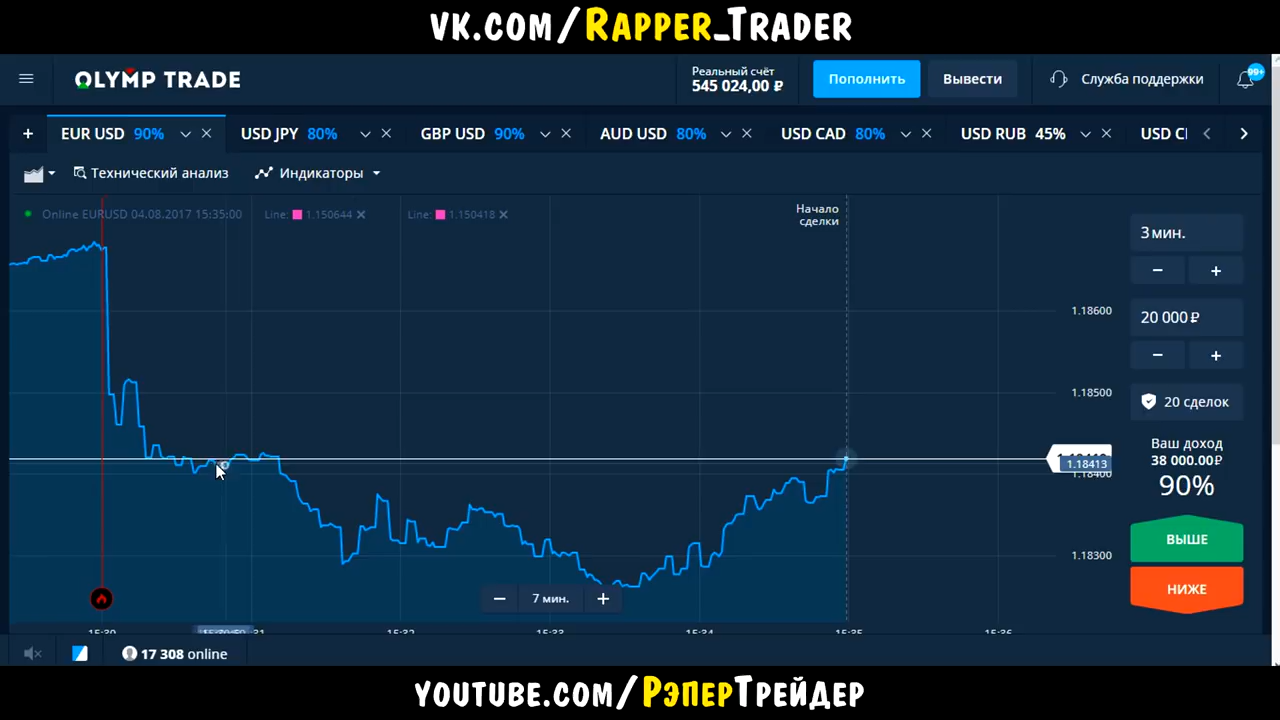 VK.COM/RAPPER_TRADER
OLYMP TRADE
Реальный счёт
545 024,00 ₽
Пополнить
Вывести
Служба поддержки
99+
EUR USD 90%
USD JPY 80%
GBP USD 90%
AUD USD 80%
USD CAD 80%
USD RUB 45%
Технический анализ
Индикаторы
Online EURUSD 04.08.2017 15:35:00
Line: 1.150644
Line: 1.150418
Начало
сделки
3 мин.
1.18600
20 000 ₽
1.18500
20 сделок
Ваш доход
38 000.00₽
90%
1.18413
1.18400
ВЫШЕ
1.18300
НИЖЕ
7 мин.
15:30
15:32
15:33
15:34
15:35
15:36
17 308 online
YOUTUBE.COM/РЭПЕРТРЕЙДЕР